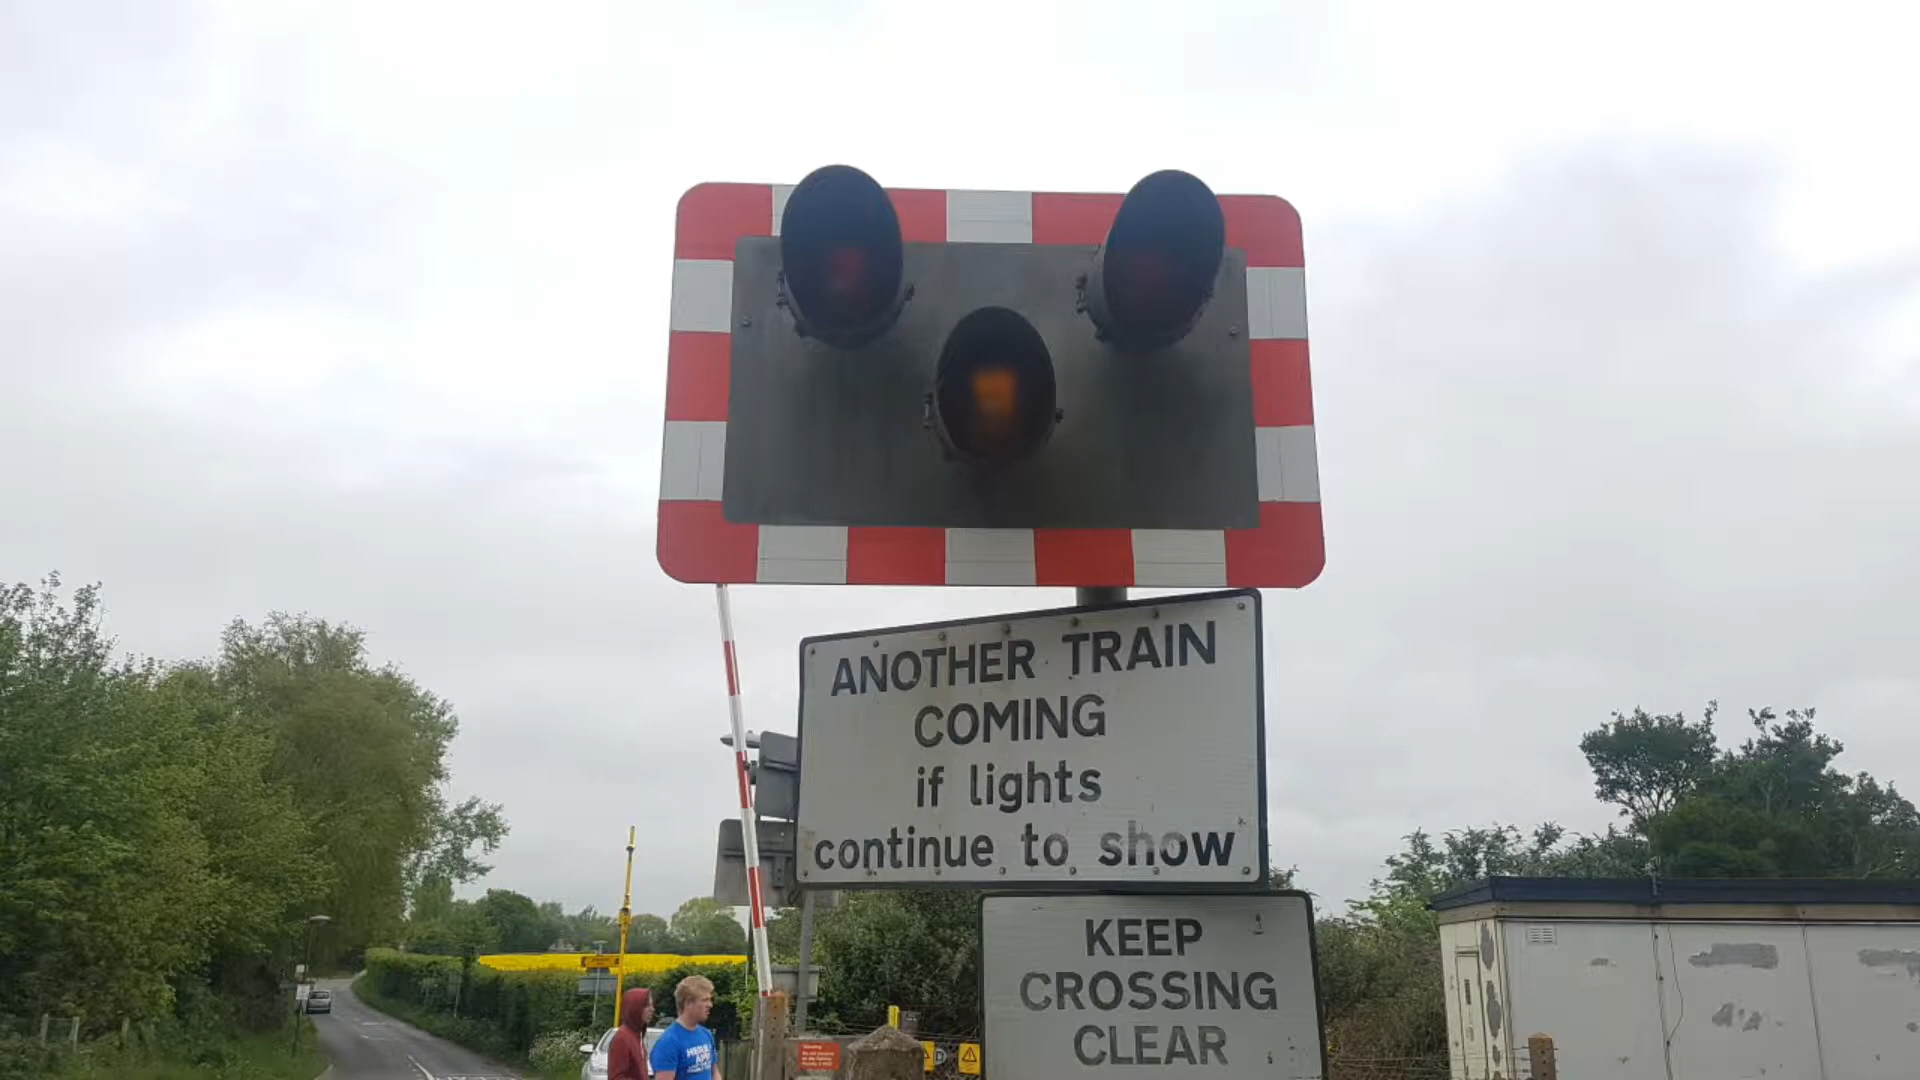 ANOTHER TRAIN
COMING
if lights
continue to show
KEEP
CROSSING
CLEAR